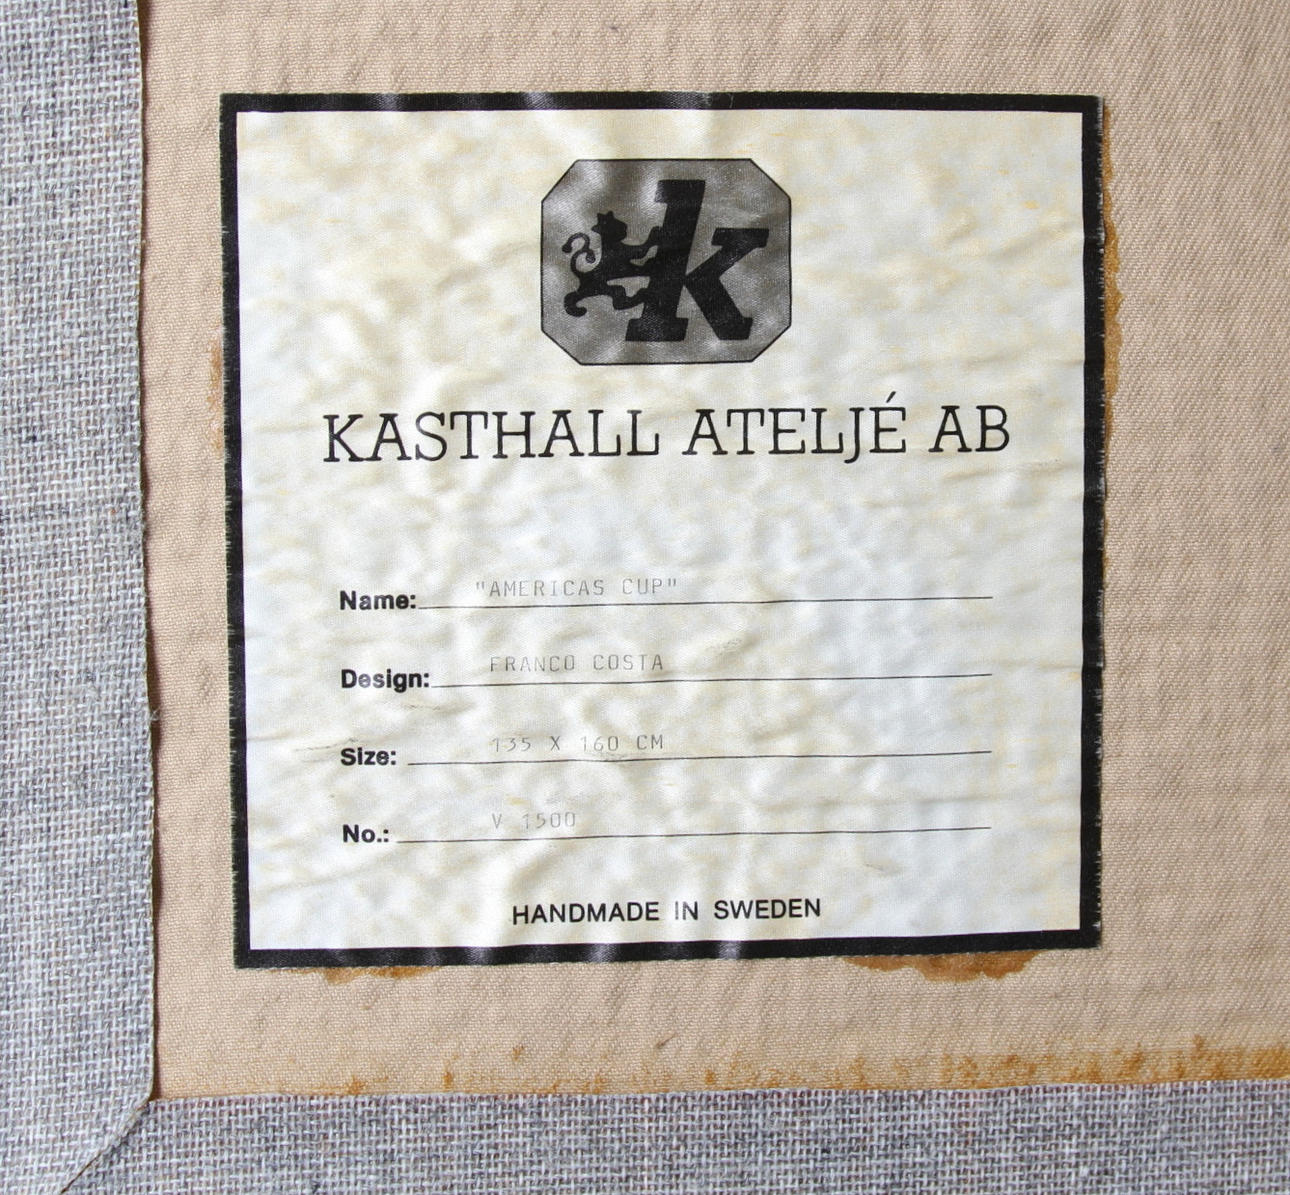 k
KASTHALL ATELJÉ AB
Name: "AMERICAS CUP"
Design: FRANCO COSTA
Size: 135 X 160 CM
No.: V 1500
HANDMADE IN SWEDEN